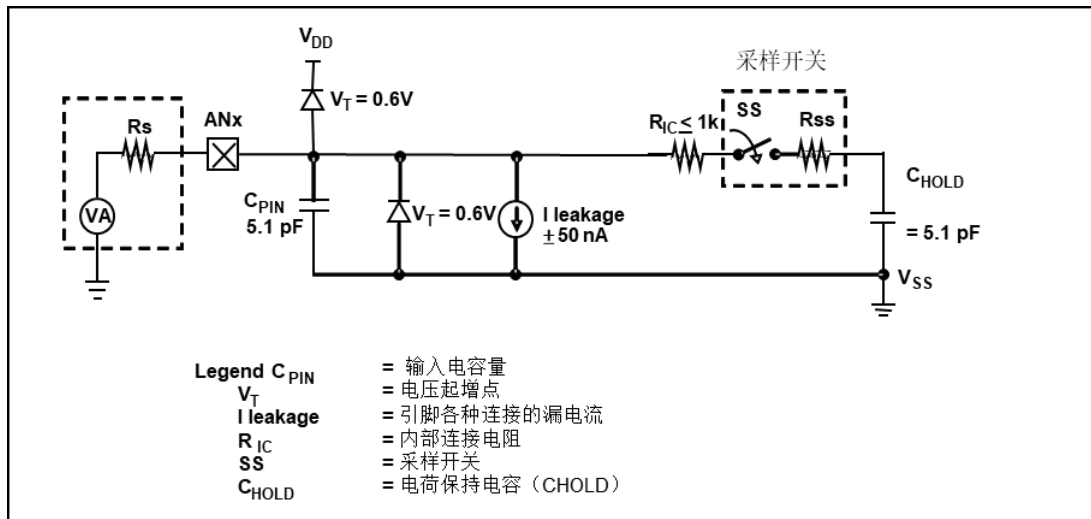 V_DD
采样开关
V_T = 0.6V
Rs
ANx
R_IC ≤ 1k
SS
Rss
VA
C_PIN
5.1 pF
V_T = 0.6V
I leakage
± 50 nA
C_HOLD
= 5.1 pF
V_SS
Legend C_PIN = 输入电容量
V_T = 电压起增点
I leakage = 引脚各种连接的漏电流
R_IC = 内部连接电阻
SS = 采样开关
C_HOLD = 电荷保持电容（CHOLD）